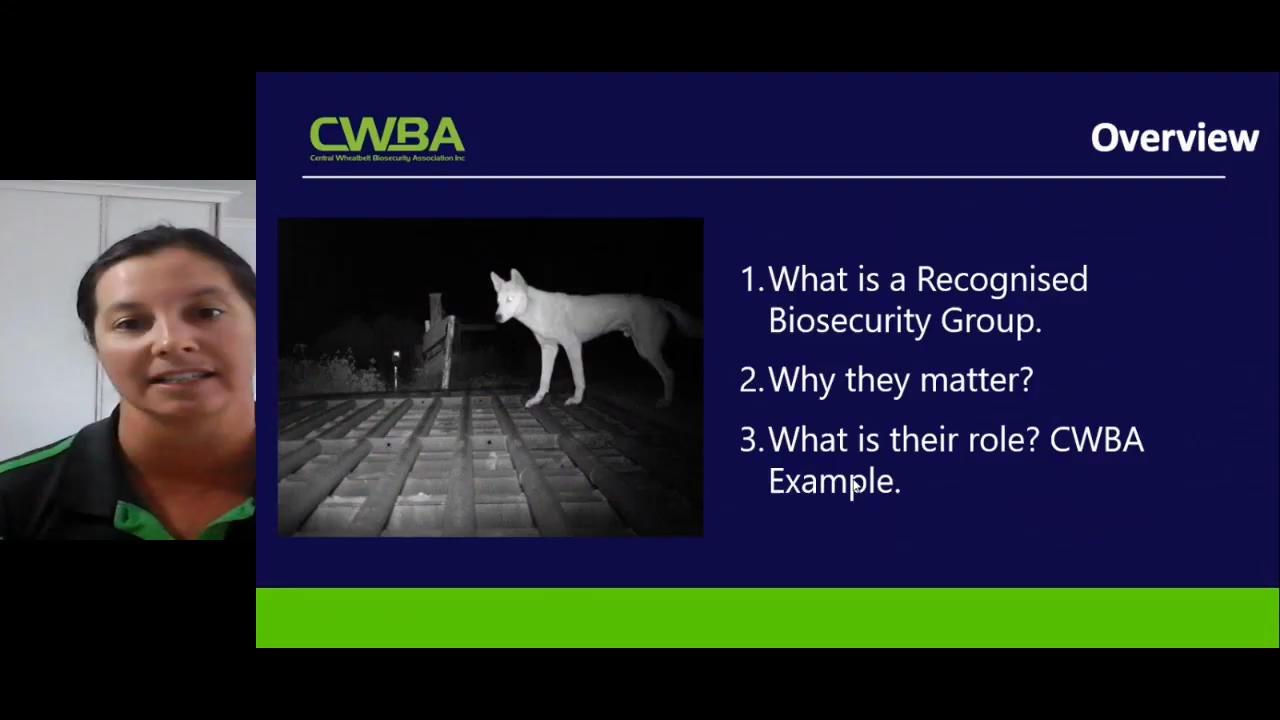 CWBA
Central Wheatbelt Biosecurity Association Inc
Overview
1. What is a Recognised
Biosecurity Group.
2. Why they matter?
3. What is their role? CWBA
Example.